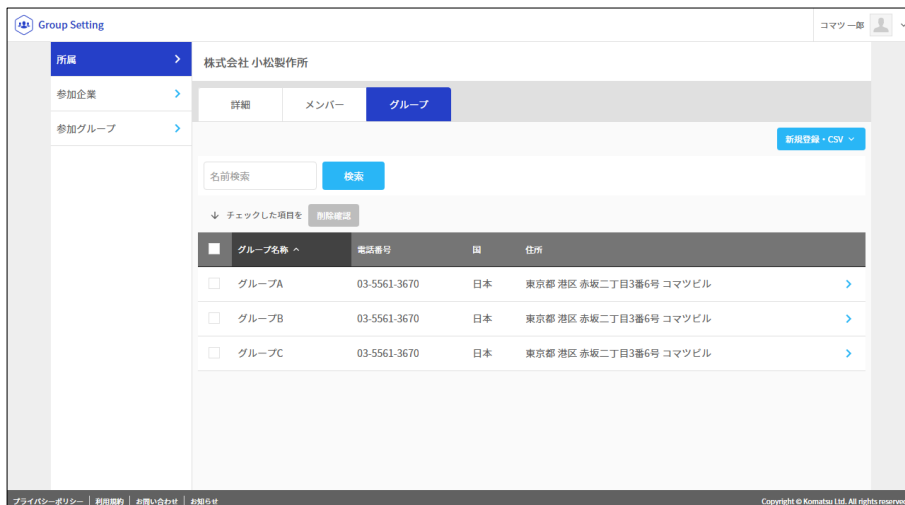 Group Setting
コマツ 一郎
所属
参加企業
参加グループ
株式会社 小松製作所
詳細 メンバー グループ
新規登録・CSV
名前検索 検索
↓ チェックした項目を 削除確認
グループ名称 電話番号 国 住所
グループA 03-5561-3670 日本 東京都 港区 赤坂二丁目3番6号 コマツビル
グループB 03-5561-3670 日本 東京都 港区 赤坂二丁目3番6号 コマツビル
グループC 03-5561-3670 日本 東京都 港区 赤坂二丁目3番6号 コマツビル
プライバシーポリシー | 利用規約 | お問い合わせ | お知らせ Copyright © Komatsu Ltd. All rights reserved